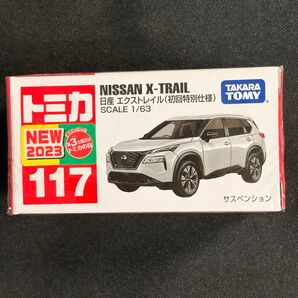 トミカ
NEW
2023
117
NISSAN X-TRAIL
日産 エクストレイル(初回特別仕様)
SCALE 1/63
TAKARA
TOMY
サスペンション